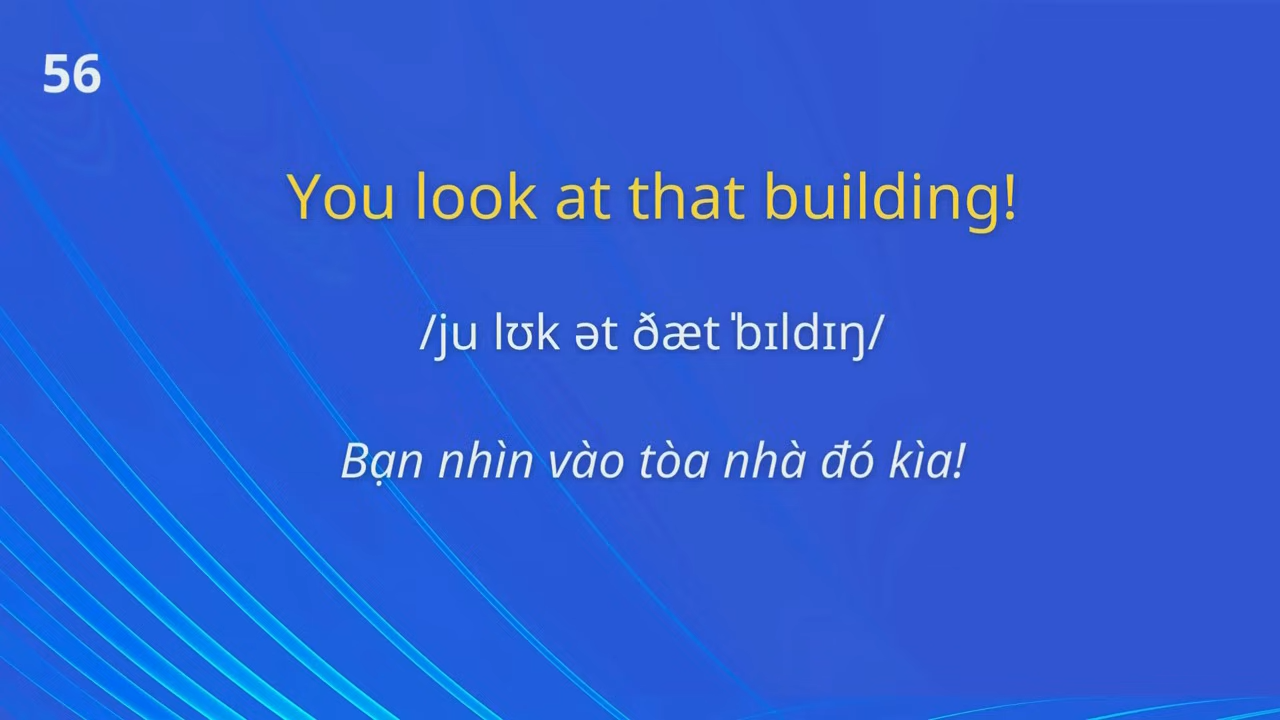 56
You look at that building!
/ju lʊk ət ðæt ˈbɪldɪŋ/
Bạn nhìn vào tòa nhà đó kìa!